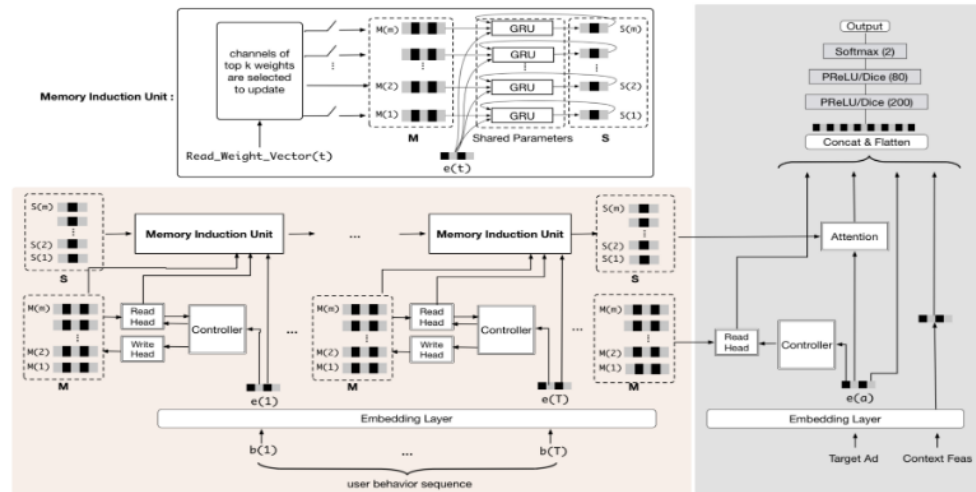 Memory Induction Unit :
channels of
top k weights
are selected
to update
Read_Weight_Vector(t)
M(m)
M(2)
M(1)
M
GRU
GRU
GRU
GRU
Shared Parameters
e(t)
S(m)
S(2)
S(1)
S
S(m)
S(2)
S(1)
S
Memory Induction Unit
...
Memory Induction Unit
S(m)
S(2)
S(1)
S
M(m)
M(2)
M(1)
M
Read
Head
Write
Head
Controller
...
M(m)
M(2)
M(1)
M
Read
Head
Write
Head
Controller
...
M(m)
M(2)
M(1)
M
e(1)
e(T)
Embedding Layer
b(1)
...
b(T)
user behavior sequence
Output
Softmax (2)
PReLU/Dice (80)
PReLU/Dice (200)
Concat & Flatten
Attention
Read
Head
Controller
e(a)
Embedding Layer
Target Ad
Context Feas